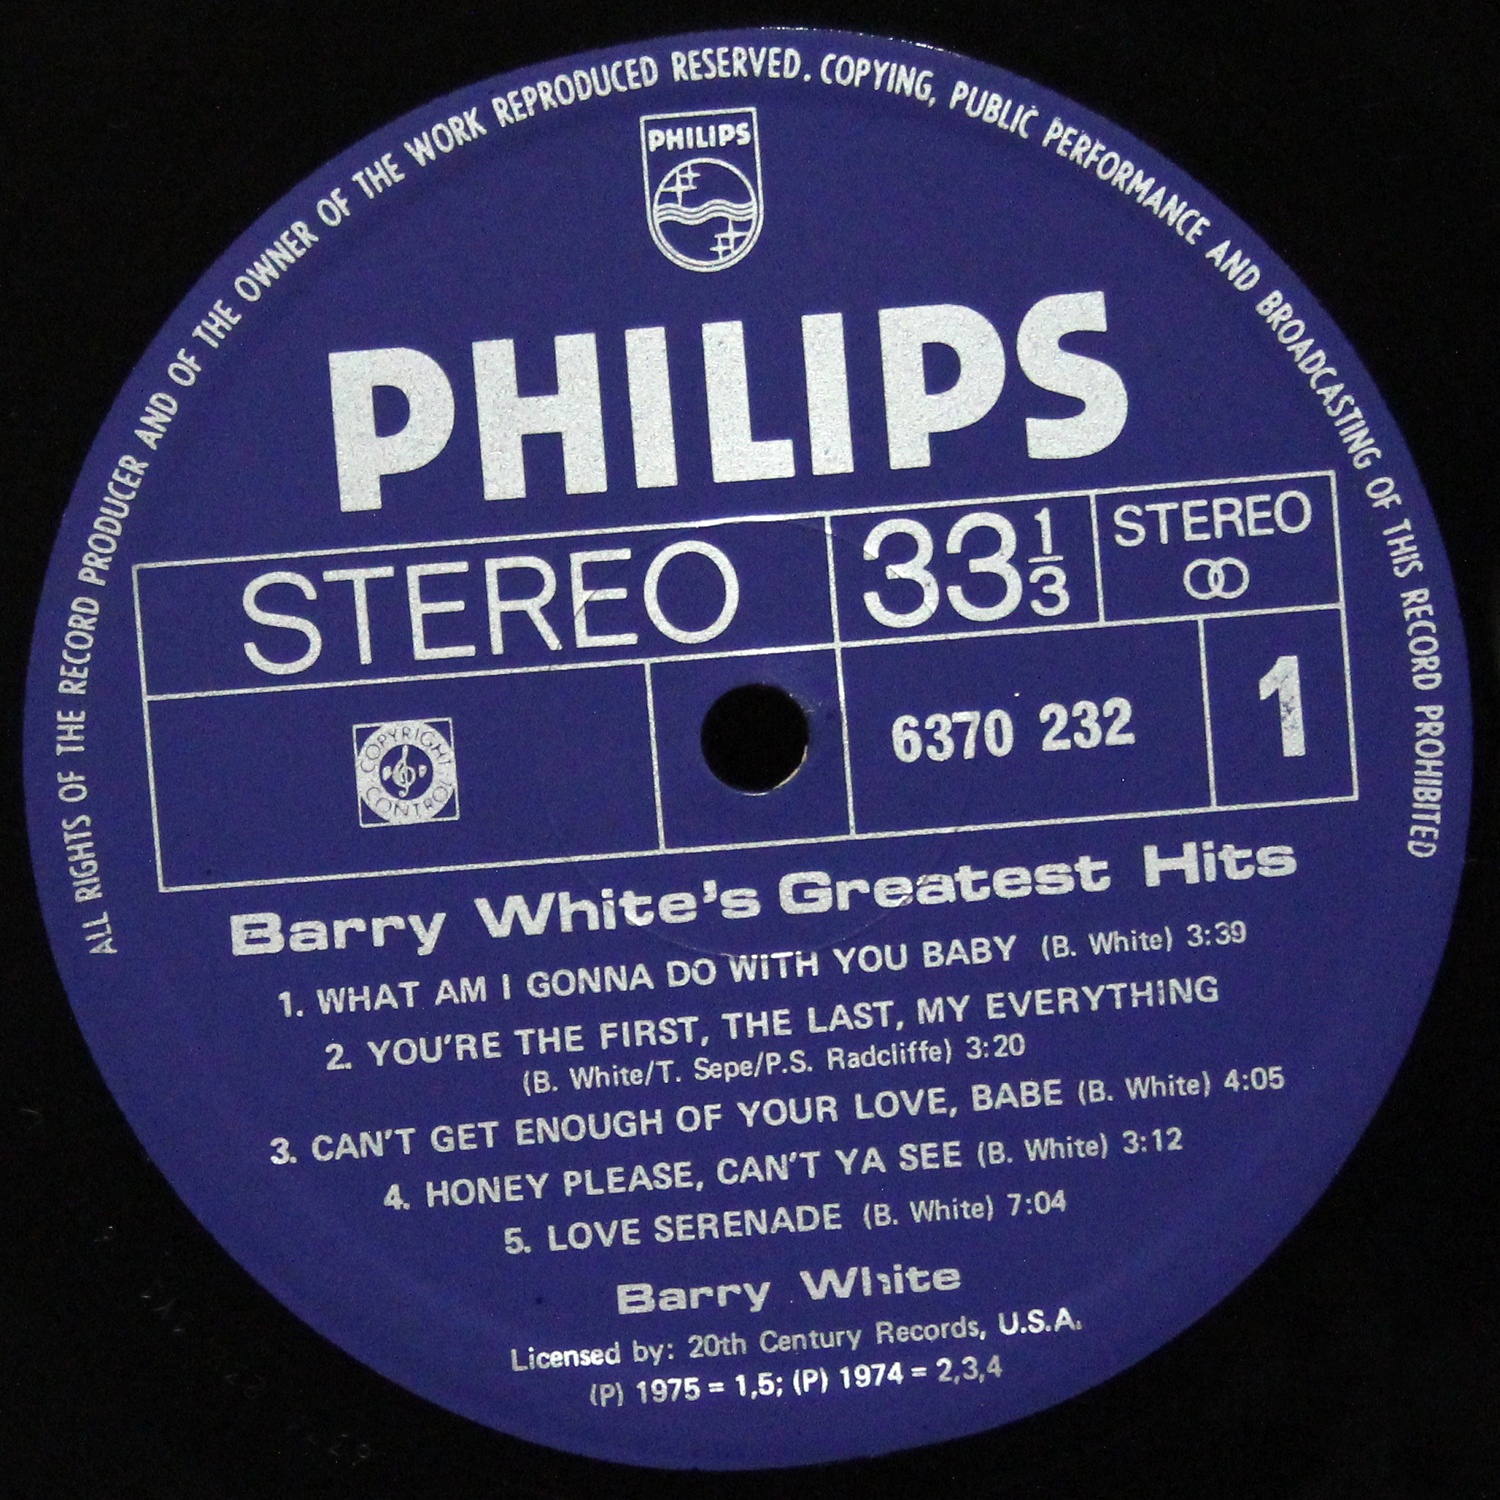 ALL RIGHTS OF THE RECORD PRODUCER AND OF THE OWNER OF THE WORK REPRODUCED RESERVED. COPYING, PUBLIC PERFORMANCE AND BROADCASTING OF THIS RECORD PROHIBITED
PHILIPS
PHILIPS
STEREO 33 1/3 STEREO
COPYRIGHT CONTROL 6370 232 1
Barry White's Greatest Hits
1. WHAT AM I GONNA DO WITH YOU BABY (B. White) 3:39
2. YOU'RE THE FIRST, THE LAST, MY EVERYTHING
(B. White/T. Sepe/P.S. Radcliffe) 3:20
3. CAN'T GET ENOUGH OF YOUR LOVE, BABE (B. White) 4:05
4. HONEY PLEASE, CAN'T YA SEE (B. White) 3:12
5. LOVE SERENADE (B. White) 7:04
Barry White
Licensed by: 20th Century Records, U.S.A.
(P) 1975 = 1,5; (P) 1974 = 2,3,4